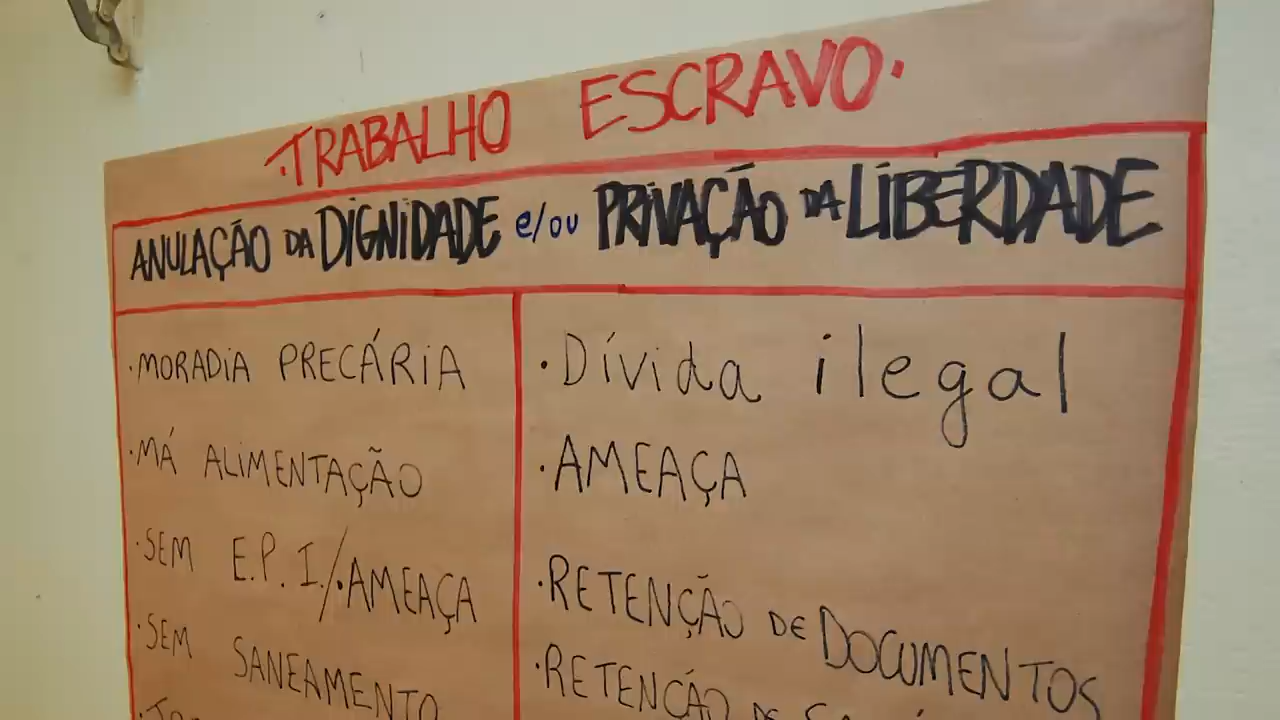 ·TRABALHO ESCRAVO·
ANULAÇÃO DA DIGNIDADE e/ou PRIVAÇÃO DA LIBERDADE
·MORADIA PRECÁRIA
·MÁ ALIMENTAÇÃO
·SEM E.P.I./·AMEAÇA
·SEM SANEAMENTO
·Dívida ilegal
·AMEAÇA
·RETENÇÃO DE DOCUMENTOS
·RETENÇÃO DE